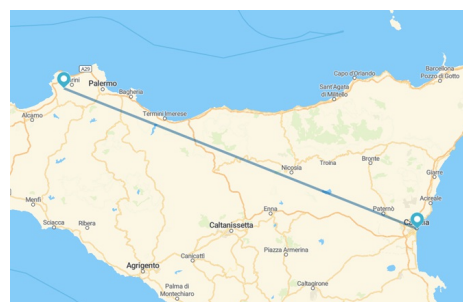 Capo d'Orlando
Barcellona
Pozzo di Gotto
A29
Palermo
Sant'Agata
di Militello
Bagheria
Termini Imerese
Alcamo
Bronte
Troina
Nicosia
Giarre
Menfi
Acireale
Enna
Paternò
Sciacca
Ribera
Caltanissetta
Piazza Armerina
Canicattì
Agrigento
Caltagirone
Palma di
Montechiaro